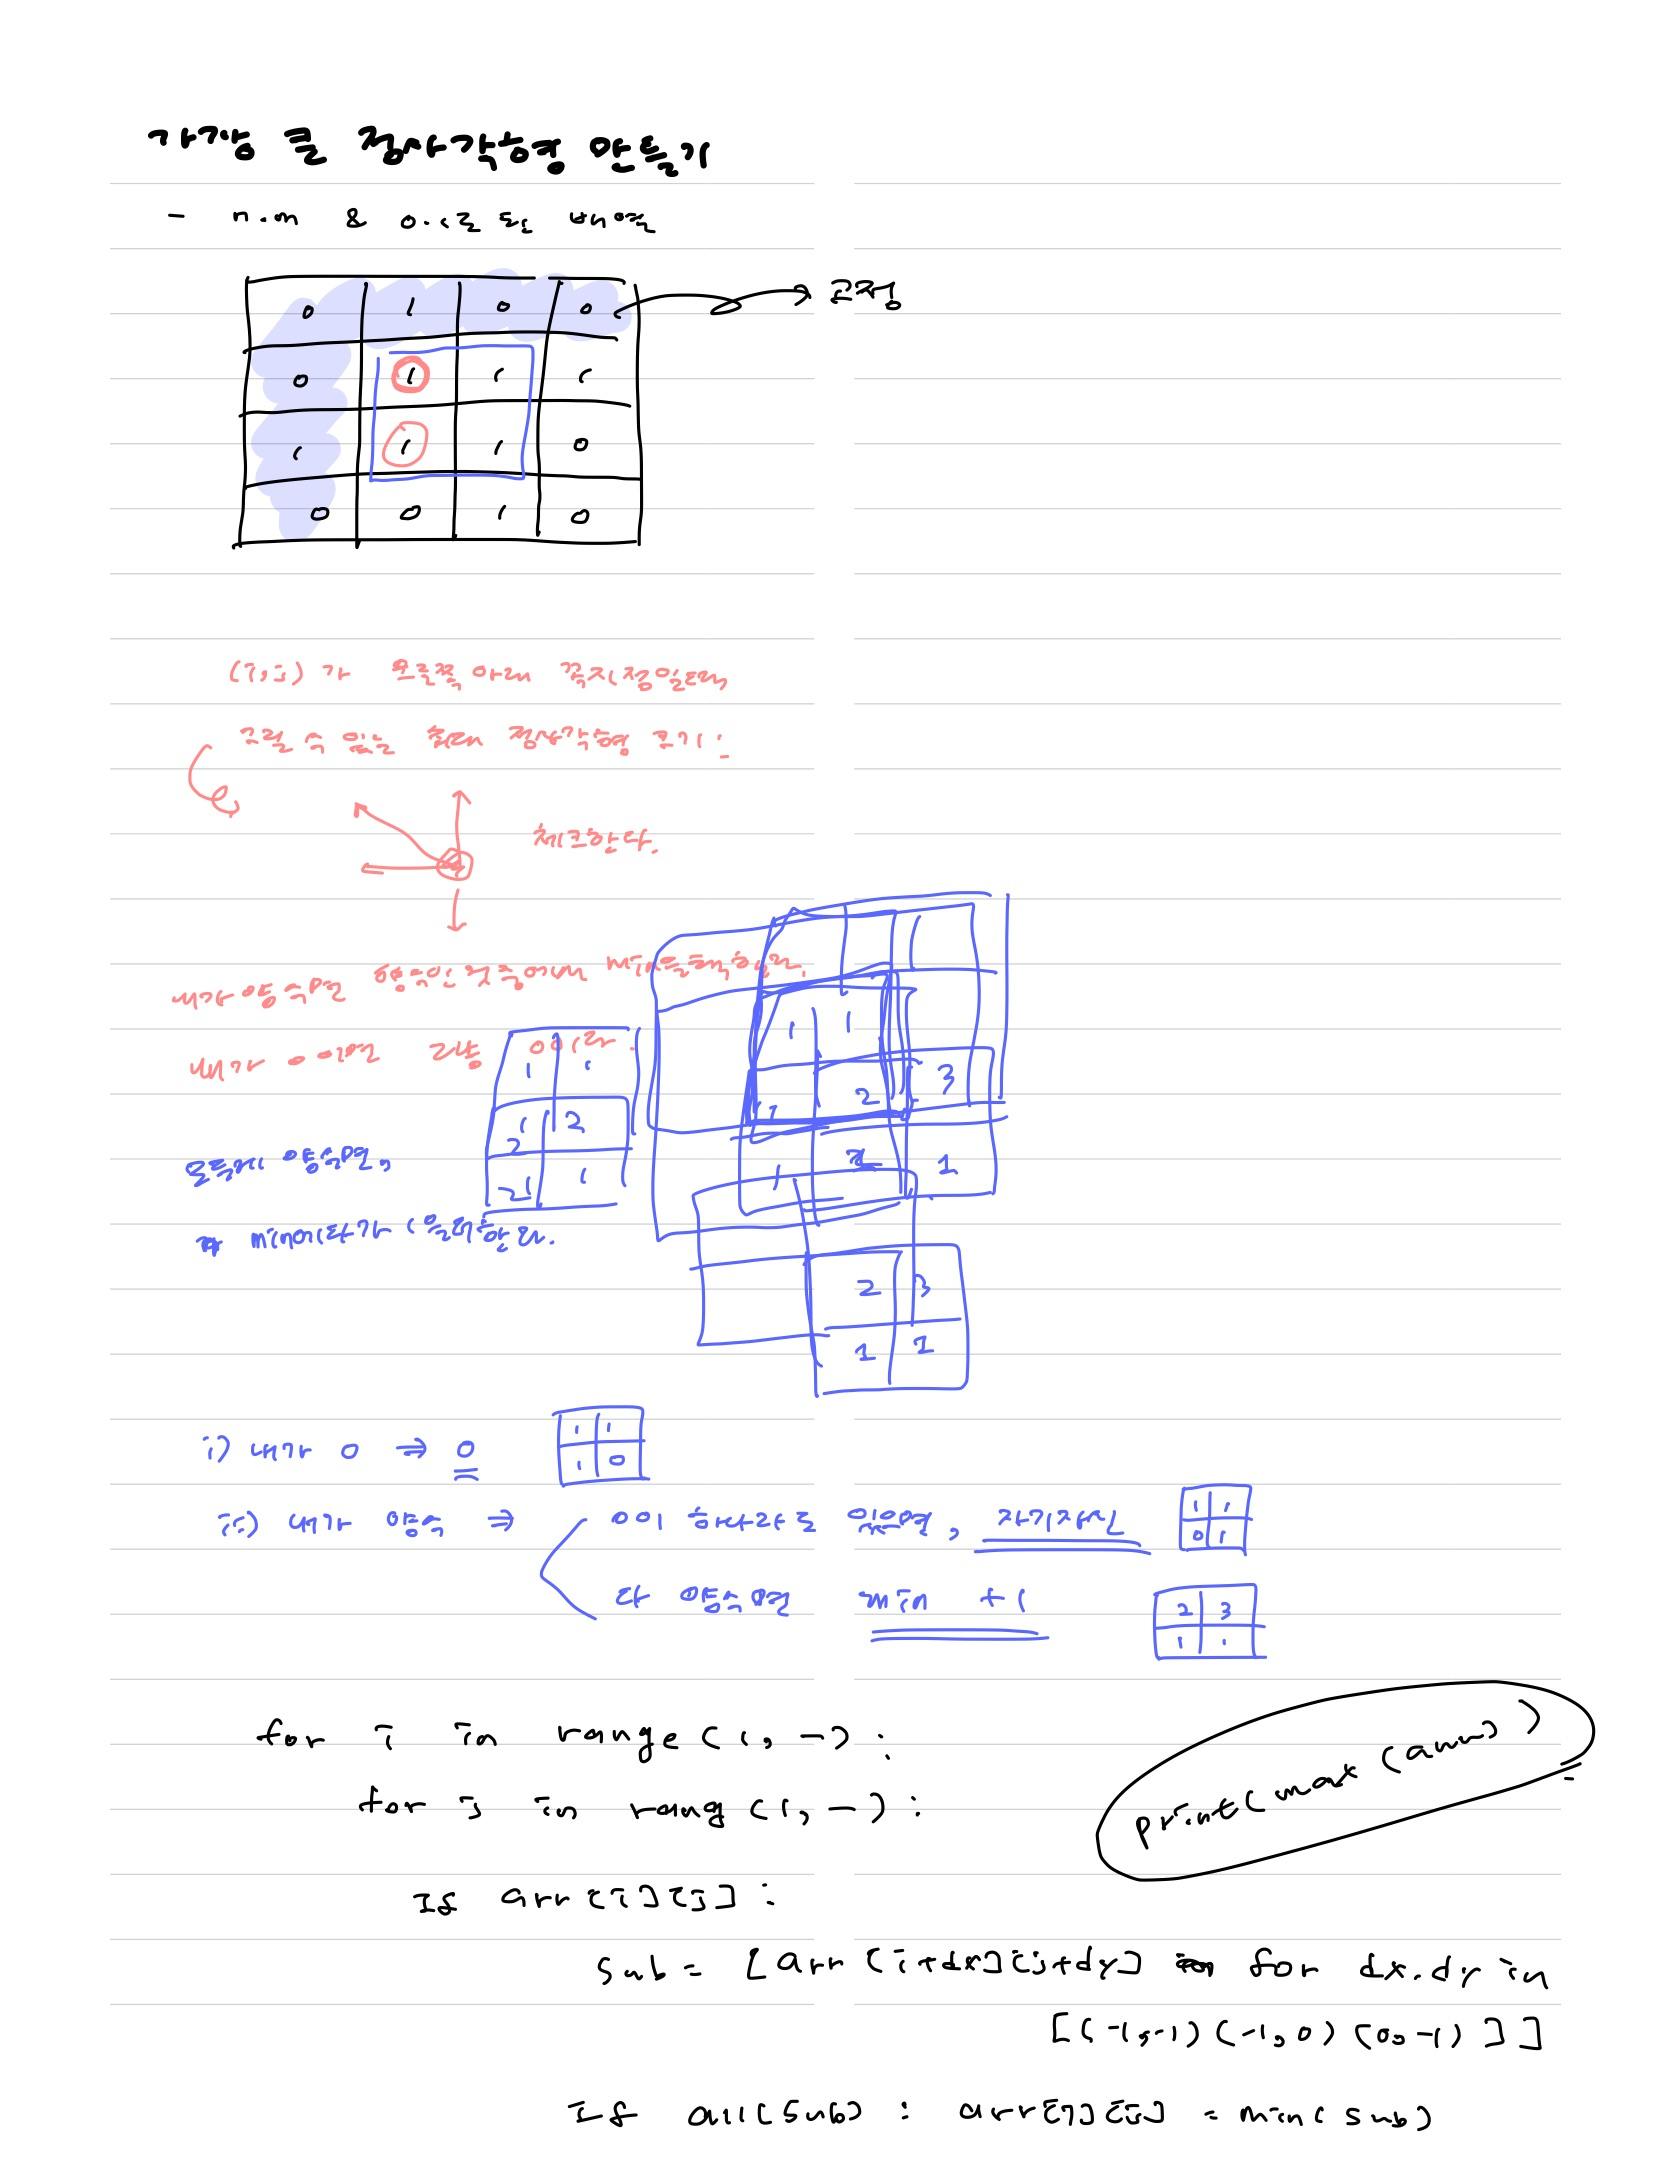 가장 큰 정사각형 만들기
- n.m & 0.1로 된 배열
0 1 0 0 → 고정
0 1 1 1
1 1 1 0
0 0 1 0
(i,j) 가 오른쪽 아래 꼭지점일때
그릴 수 있는 최대 정사각형 크기:
체크한다.
내가 양수면 형식인 것중에서 min을택한다.
내가 0이면 그냥 0이라.
1 1
1 2
2
2 1
1 1
1 2 3
1 2 1
모두게 양수면,
min에다가 1을더한다.
2 3
1 1
i) 내가 0 ⇒ 0
1 1
1 0
ii) 내가 양수 ⇒ 0이 하나라도 있으면, 자기자신
1 1
0 1
다 양수면 min +1
2 3
1 1
for i in range(1, -):
for j in rang(1, -):
print(max(ann))
If arr[i][j]:
sub = [arr[i+dx][j+dy] for dx.dy in
[(-1,-1)(-1,0)(0,-1)]]
If all(sub): arr[i][j] = min(sub)